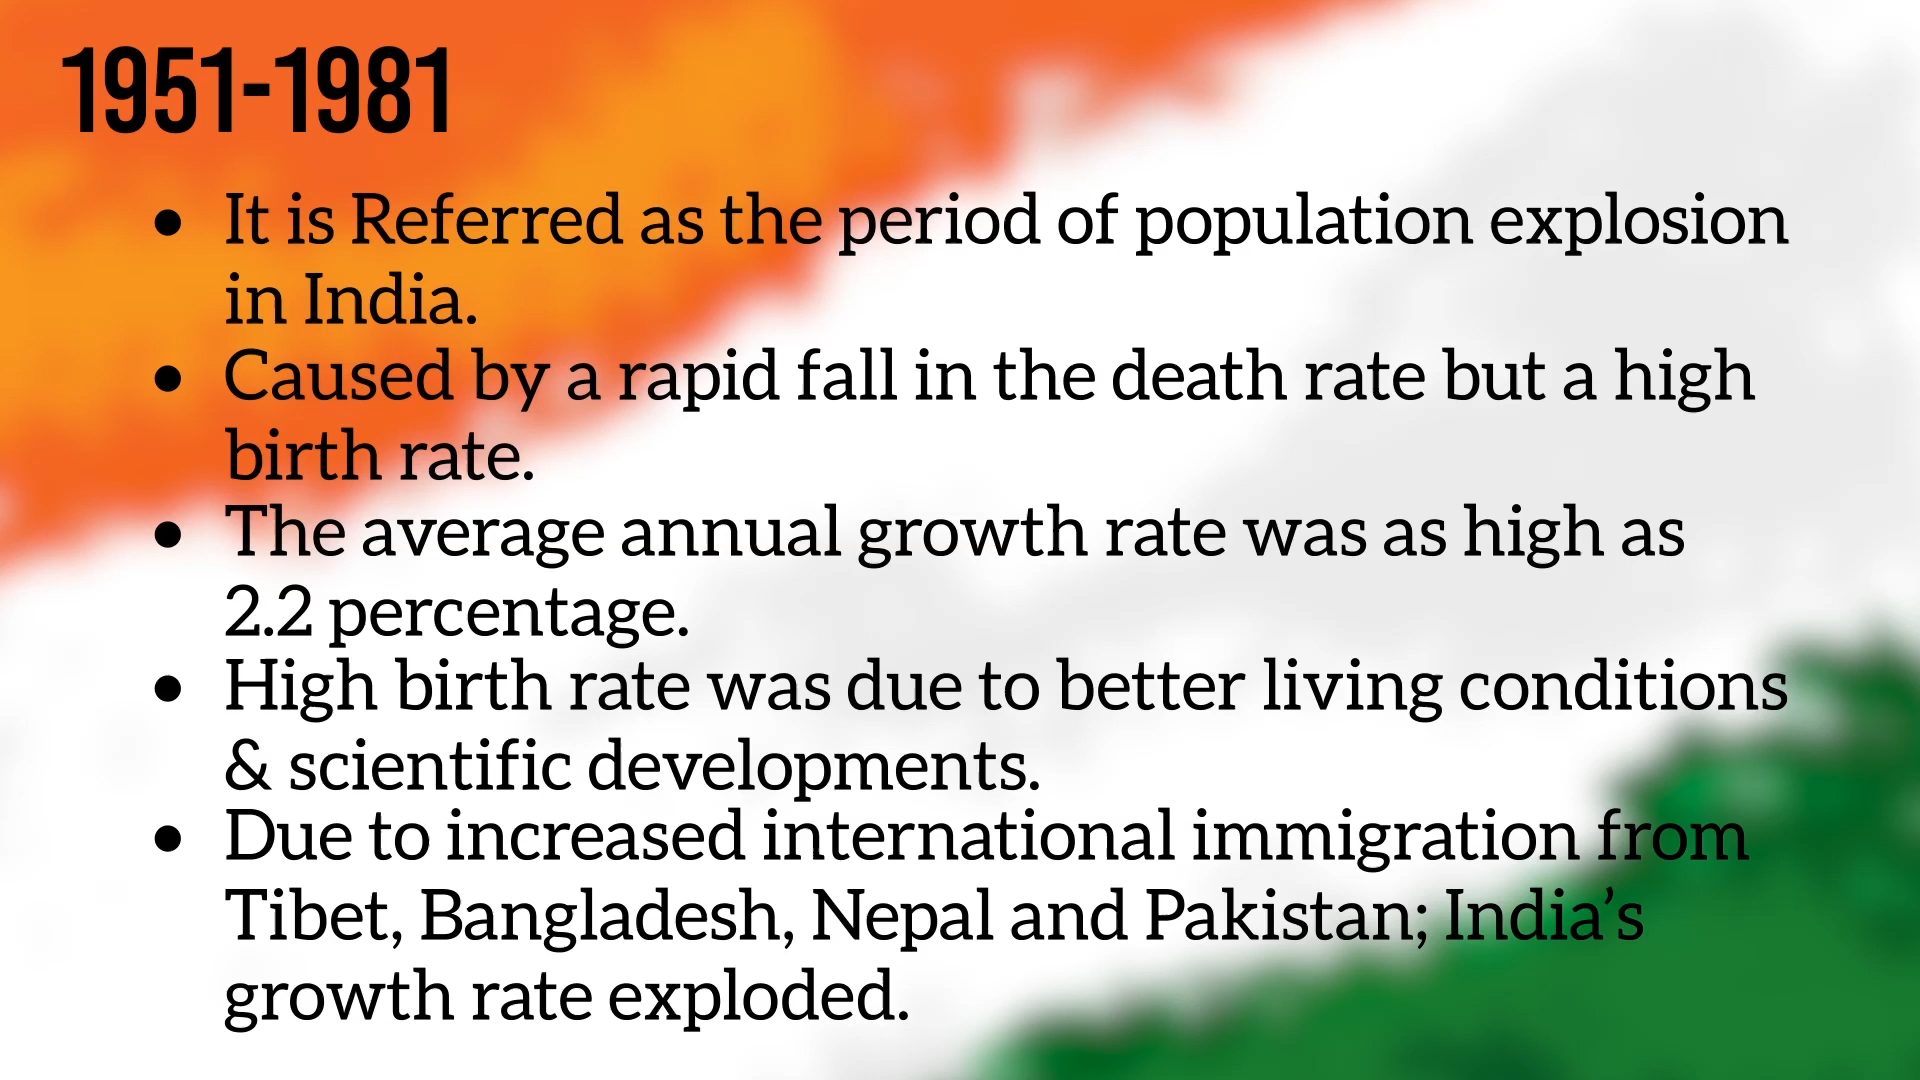 1951-1981
• It is Referred as the period of population explosion
in India.
• Caused by a rapid fall in the death rate but a high
birth rate.
• The average annual growth rate was as high as
2.2 percentage.
• High birth rate was due to better living conditions
& scientific developments.
• Due to increased international immigration from
Tibet, Bangladesh, Nepal and Pakistan; India’s
growth rate exploded.